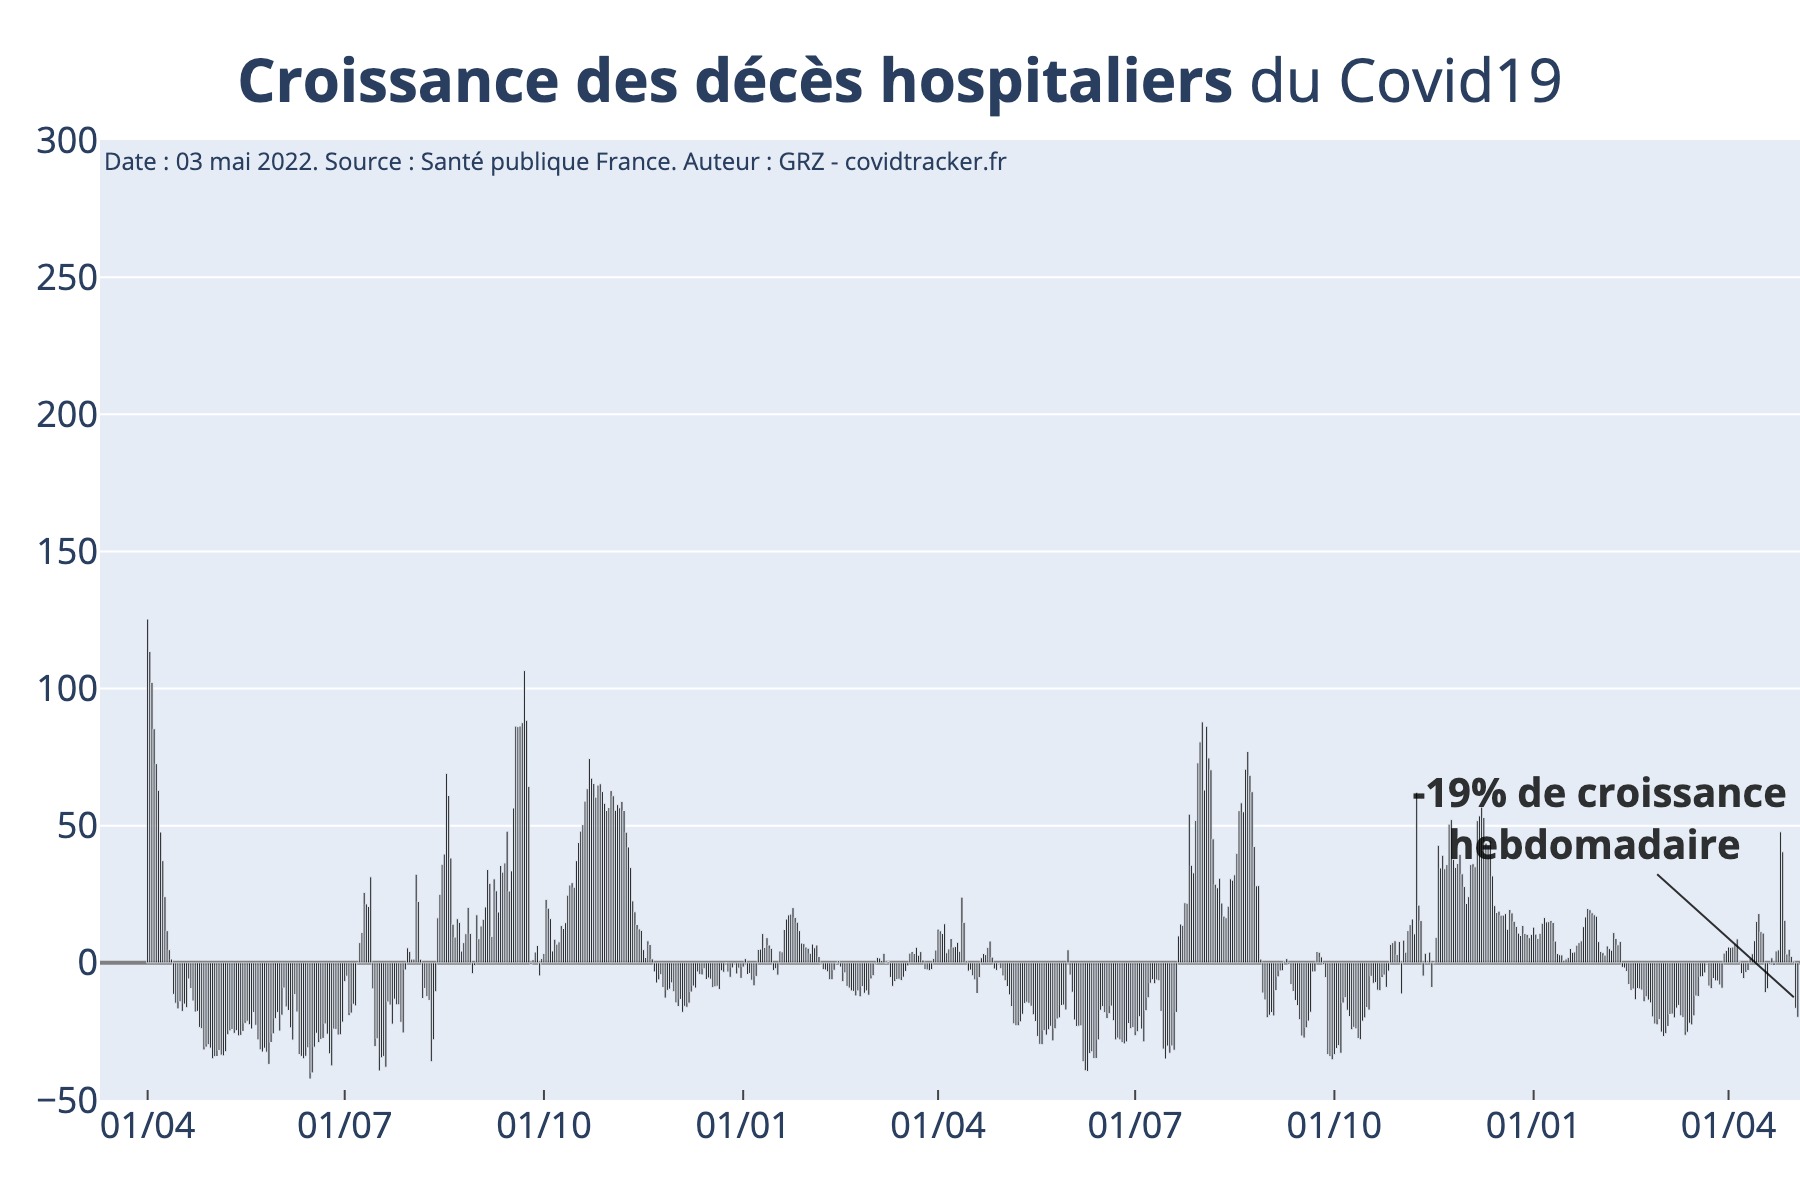 Croissance des décès hospitaliers du Covid19
300
Date : 03 mai 2022. Source : Santé publique France. Auteur : GRZ - covidtracker.fr
250
200
150
100
-19% de croissance
50
hebdomadaire
0
−50
01/04 01/07 01/10 01/01 01/04 01/07 01/10 01/01 01/04